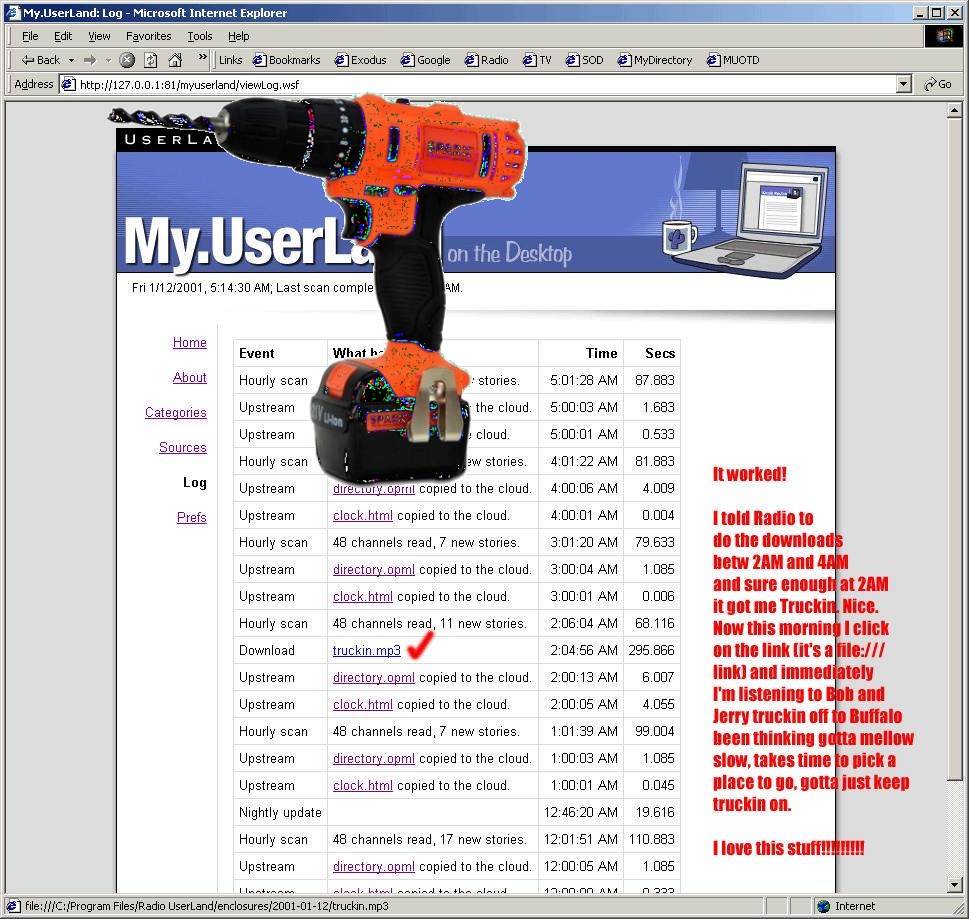 My.UserLand: Log - Microsoft Internet Explorer
File Edit View Favorites Tools Help
Back » Links Bookmarks Exodus Google Radio TV SOD MyDirectory MUOTD
Address http://127.0.0.1:81/myuserland/viewLog.wsf Go
USERLA
My.UserLa on the Desktop
Fri 1/12/2001, 5:14:30 AM; Last scan comple AM.
Home
About
Categories
Sources
Log
Prefs
Event What ha Time Secs
Hourly scan stories. 5:01:28 AM 87.883
Upstream the cloud. 5:00:03 AM 1.683
Upstream cloud. 5:00:01 AM 0.533
Hourly scan ew stories. 4:01:22 AM 81.883
Upstream directory.opml copied to the cloud. 4:00:06 AM 4.009
Upstream clock.html copied to the cloud. 4:00:01 AM 0.004
Hourly scan 48 channels read, 7 new stories. 3:01:20 AM 79.633
Upstream directory.opml copied to the cloud. 3:00:04 AM 1.085
Upstream clock.html copied to the cloud. 3:00:01 AM 0.006
Hourly scan 48 channels read, 11 new stories. 2:06:04 AM 68.116
Download truckin.mp3 2:04:56 AM 295.866
Upstream directory.opml copied to the cloud. 2:00:13 AM 6.007
Upstream clock.html copied to the cloud. 2:00:05 AM 4.055
Hourly scan 48 channels read, 7 new stories. 1:01:39 AM 99.004
Upstream directory.opml copied to the cloud. 1:00:03 AM 1.085
Upstream clock.html copied to the cloud. 1:00:01 AM 0.045
Nightly update 12:46:20 AM 19.616
Hourly scan 48 channels read, 17 new stories. 12:01:51 AM 110.883
Upstream directory.opml copied to the cloud. 12:00:05 AM 1.085
Upstream clock.html copied to the cloud. 12:00:00 AM 0.333
Li-Ion
It worked!
I told Radio to
do the downloads
betw 2AM and 4AM
and sure enough at 2AM
it got me Truckin. Nice.
Now this morning I click
on the link (it's a file:///
link) and immediately
I'm listening to Bob and
Jerry truckin off to Buffalo
been thinking gotta mellow
slow, takes time to pick a
place to go, gotta just keep
truckin on.
I love this stuff!!!!!!!!!
file:///C:/Program Files/Radio UserLand/enclosures/2001-01-12/truckin.mp3 Internet